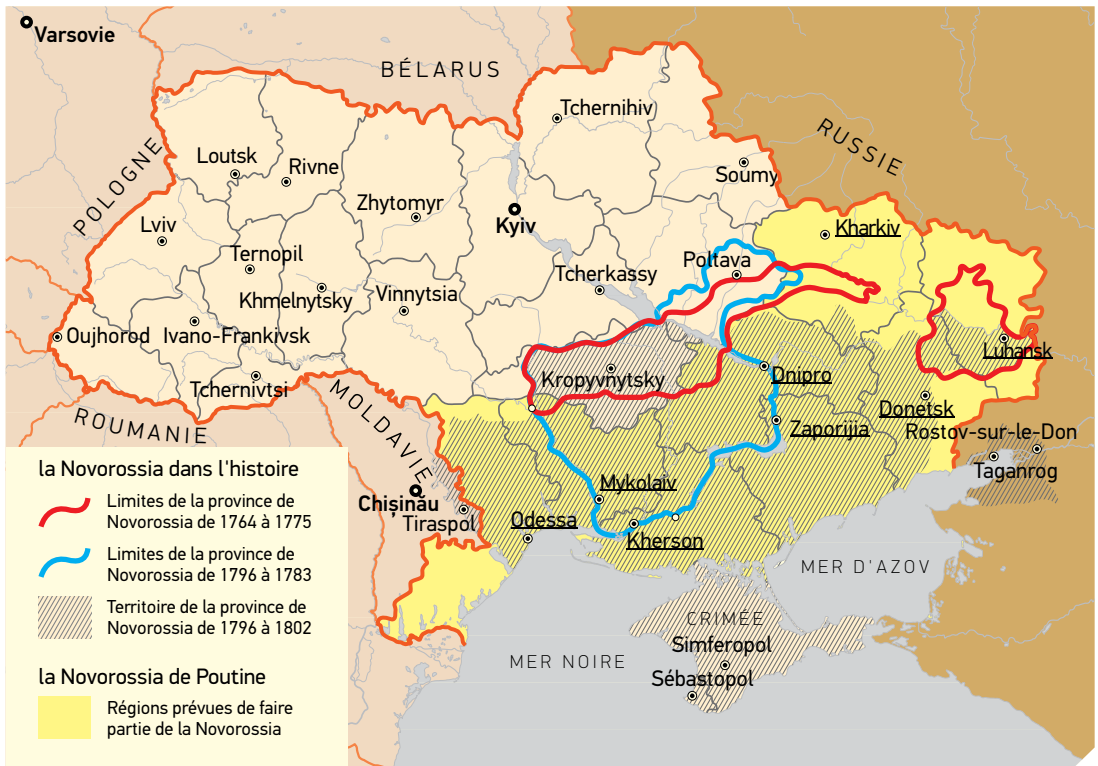 Varsovie
BÉLARUS
Tchernihiv
RUSSIE
POLOGNE
Loutsk
Rivne
Soumy
Zhytomyr
Kyiv
Lviv
Kharkiv
Ternopil
Poltava
Tcherkassy
Khmelnytsky
Vinnytsia
Oujhorod
Ivano-Frankivsk
Luhansk
Kropyvnytsky
Dnipro
Tchernivtsi
MOLDAVIE
Donetsk
ROUMANIE
Zaporijia
Rostov-sur-le-Don
Taganrog
Mykolaiv
Chişinău
Tiraspol
Odessa
Kherson
MER D'AZOV
CRIMÉE
Simferopol
MER NOIRE
Sébastopol
la Novorossia dans l'histoire
Limites de la province de
Novorossia de 1764 à 1775
Limites de la province de
Novorossia de 1796 à 1783
Territoire de la province de
Novorossia de 1796 à 1802
la Novorossia de Poutine
Régions prévues de faire
partie de la Novorossia